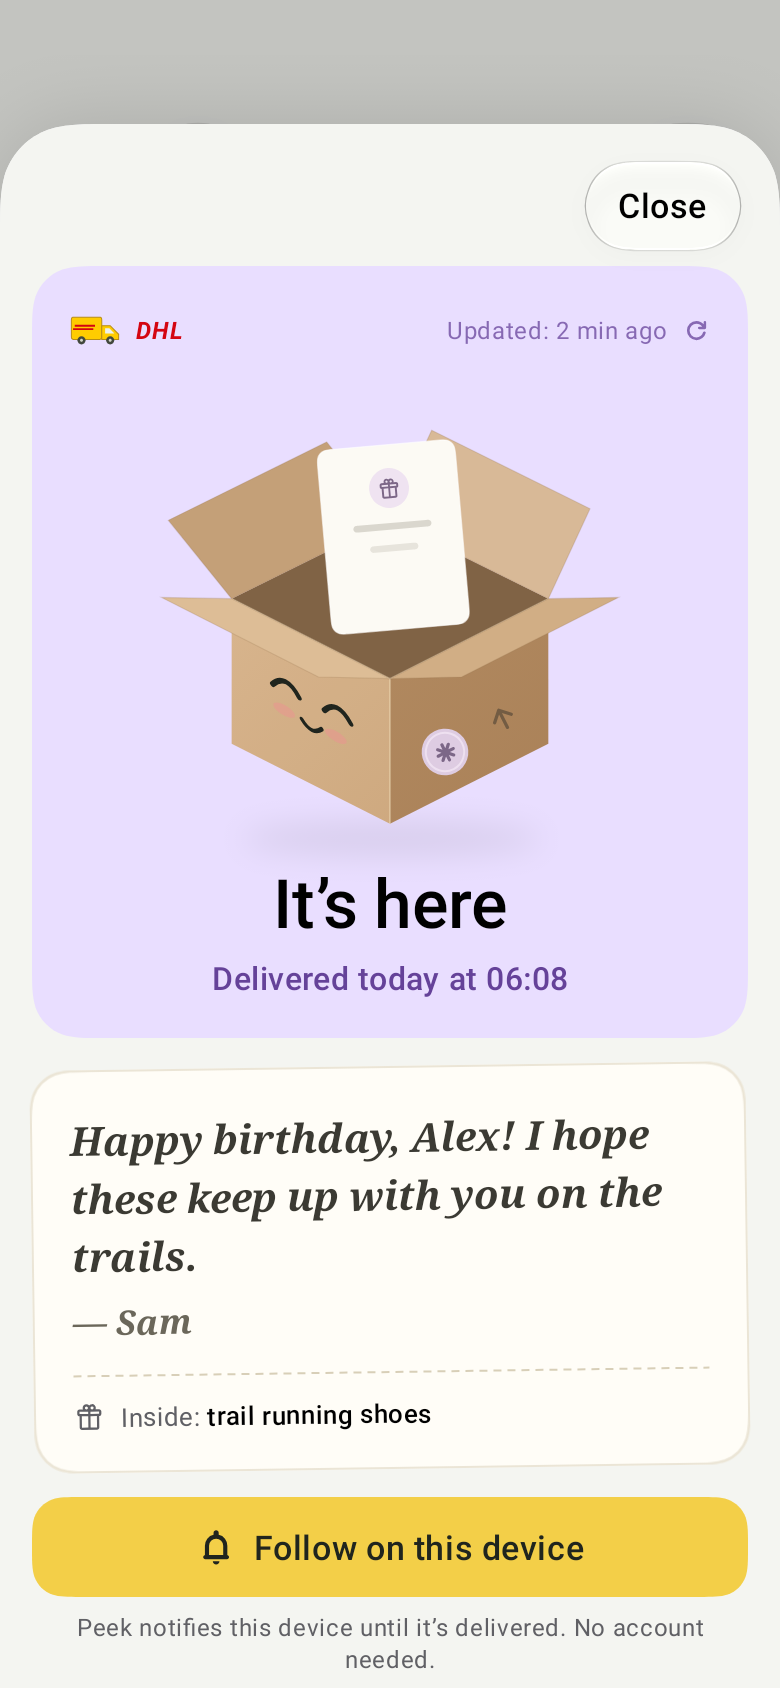 Close
DHL
Updated: 2 min ago
It’s here
Delivered today at 06:08
Happy birthday, Alex! I hope
these keep up with you on the
trails.
— Sam
Inside: trail running shoes
Follow on this device
Peek notifies this device until it’s delivered. No account
needed.